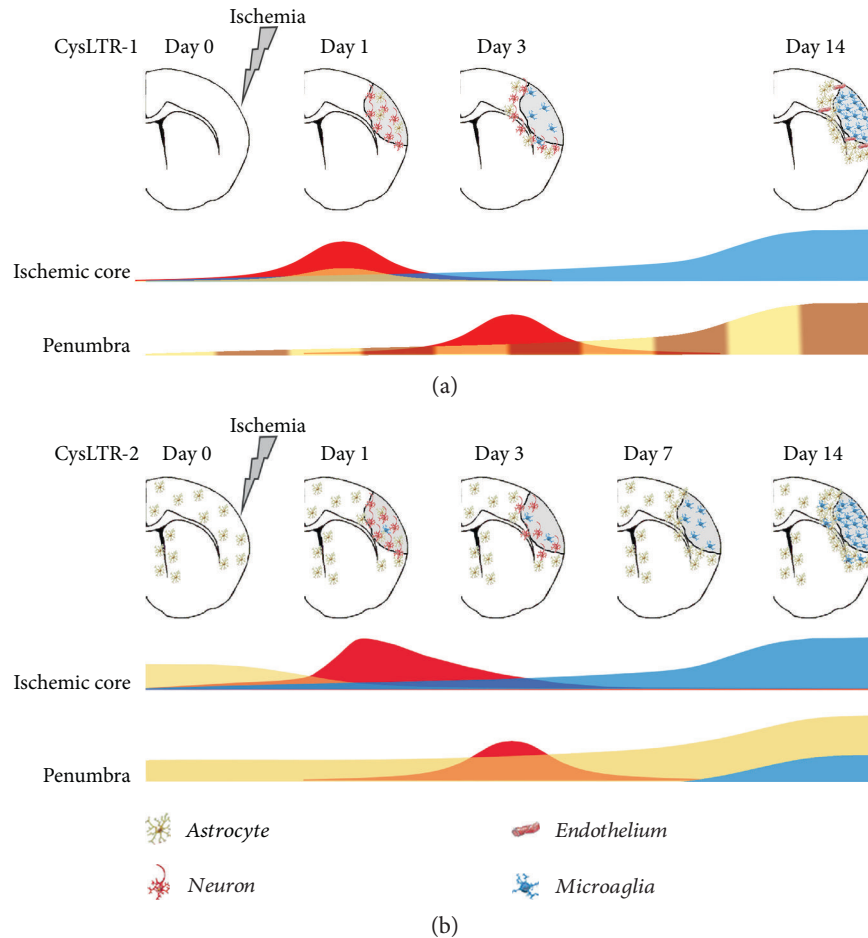 Ischemia
CysLTR-1 Day 0 Day 1 Day 3 Day 14
Ischemic core
Penumbra
(a)
Ischemia
CysLTR-2 Day 0 Day 1 Day 3 Day 7 Day 14
Ischemic core
Penumbra
Astrocyte Endothelium
Neuron Microaglia
(b)